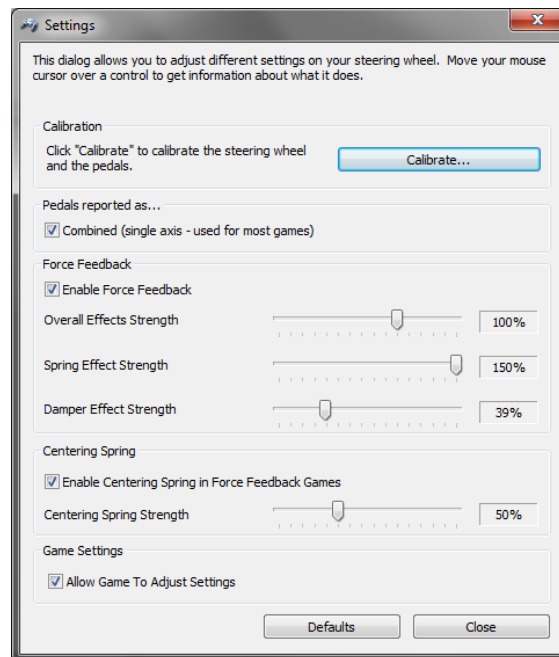 Settings
This dialog allows you to adjust different settings on your steering wheel. Move your mouse
cursor over a control to get information about what it does.
Calibration
Click "Calibrate" to calibrate the steering wheel
and the pedals.
Calibrate...
Pedals reported as...
Combined (single axis - used for most games)
Force Feedback
Enable Force Feedback
Overall Effects Strength
100%
Spring Effect Strength
150%
Damper Effect Strength
39%
Centering Spring
Enable Centering Spring in Force Feedback Games
Centering Spring Strength
50%
Game Settings
Allow Game To Adjust Settings
Defaults
Close